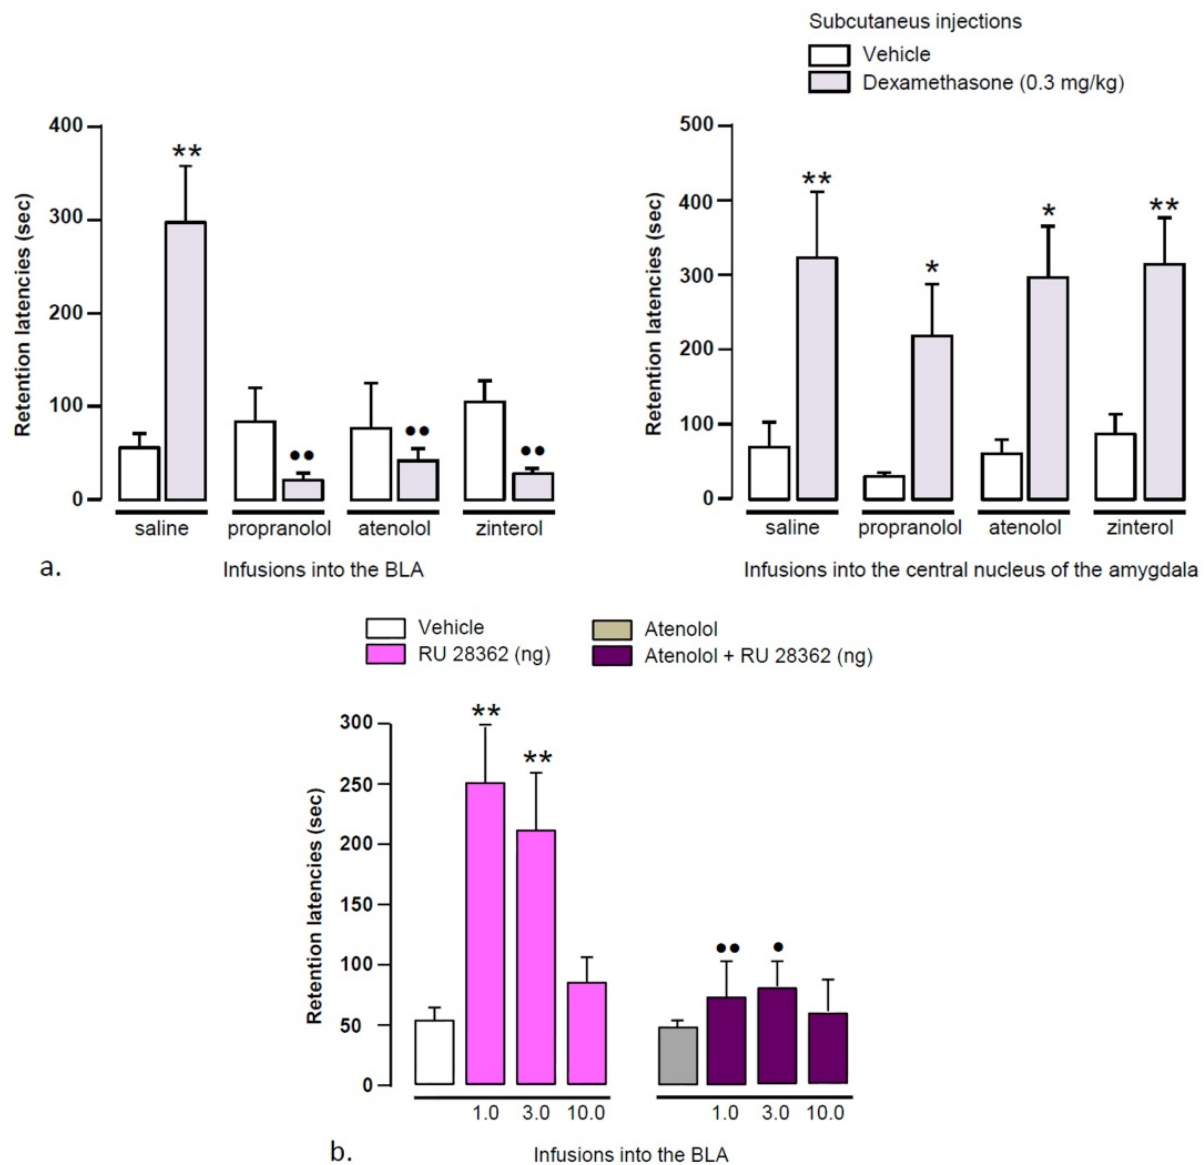 Subcutaneus injections
Vehicle
Dexamethasone (0.3 mg/kg)
Retention latencies (sec)
400
300
200
100
0
**
••
••
••
saline propranolol atenolol zinterol
a.
Infusions into the BLA
Retention latencies (sec)
500
400
300
200
100
0
**
*
*
**
saline propranolol atenolol zinterol
Infusions into the central nucleus of the amygdala
Vehicle
RU 28362 (ng)
Atenolol
Atenolol + RU 28362 (ng)
Retention latencies (sec)
300
250
200
150
100
50
0
**
**
••
•
1.0 3.0 10.0 1.0 3.0 10.0
b.
Infusions into the BLA